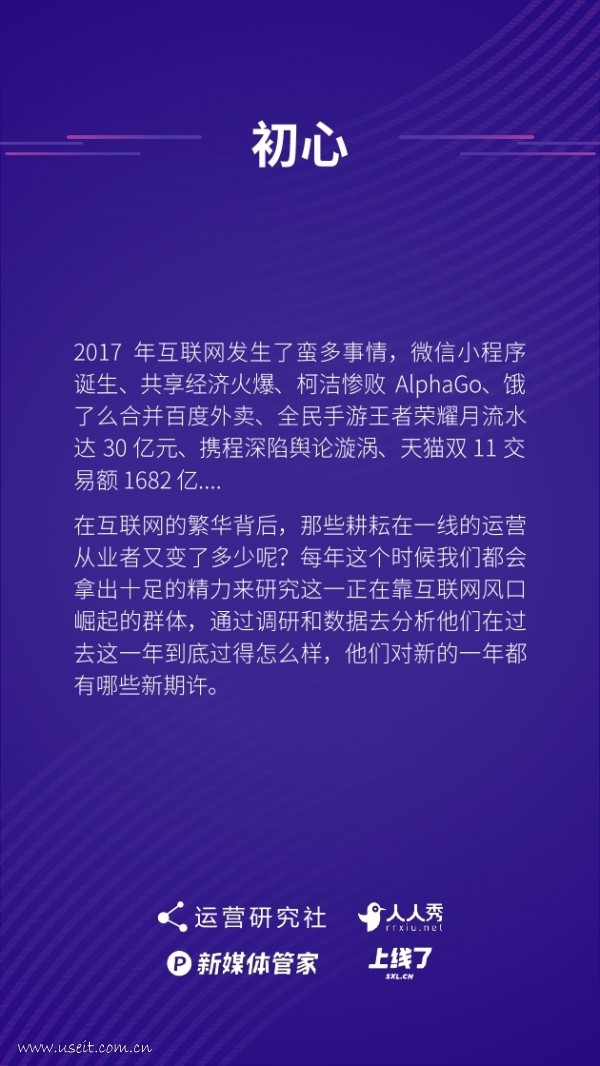 初心
2017 年互联网发生了蛮多事情，微信小程序
诞生、共享经济火爆、柯洁惨败 AlphaGo、饿
了么合并百度外卖、全民手游王者荣耀月流水
达 30 亿元、携程深陷舆论漩涡、天猫双 11 交
易额 1682 亿....
在互联网的繁华背后，那些耕耘在一线的运营
从业者又变了多少呢？每年这个时候我们都会
拿出十足的精力来研究这一正在靠互联网风口
崛起的群体，通过调研和数据去分析他们在过
去这一年到底过得怎么样，他们对新的一年都
有哪些新期许。
运营研究社
人人秀
rrxiu.net
新媒体管家
上线了
SXL.CN
www.useit.com.cn